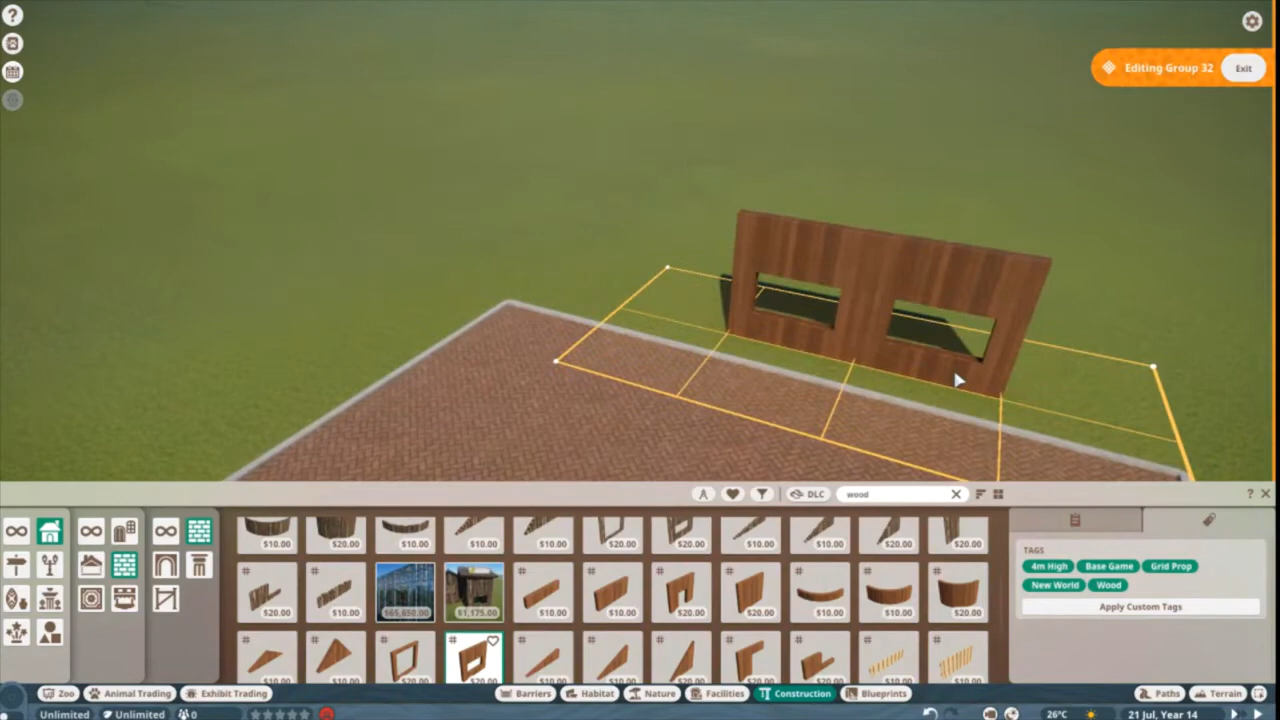 ?
Editing Group 32 Exit
DLC wood ? 
$10.00 $20.00 $10.00 $10.00 $10.00 $20.00 $20.00 $10.00 $10.00 $20.00 $20.00
$20.00 $10.00 $65,650.00 $1,175.00 $10.00 $10.00 $20.00 $20.00 $10.00 $10.00 $20.00
TAGS
4m High Base Game Grid Prop
New World Wood
Apply Custom Tags
Zoo Animal Trading Exhibit Trading Barriers Habitat Nature Facilities Construction Blueprints Paths Terrain
Unlimited Unlimited 0 26°C 21 Jul, Year 14